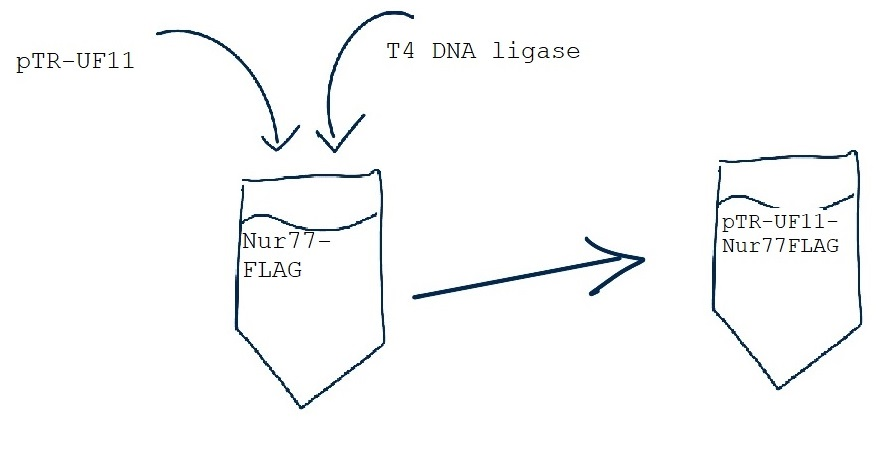 pTR-UF11
T4 DNA ligase
Nur77-
FLAG
pTR-UF11-
Nur77FLAG